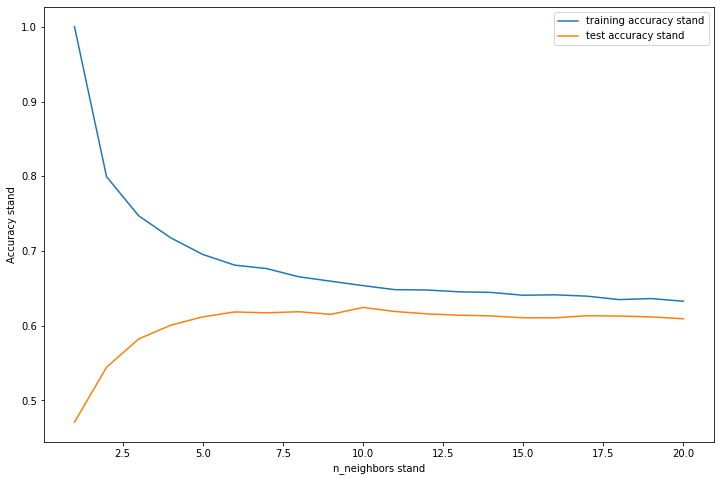 training accuracy stand
test accuracy stand
1.0
0.9
0.8
0.7
0.6
0.5
Accuracy stand
2.5 5.0 7.5 10.0 12.5 15.0 17.5 20.0
n_neighbors stand